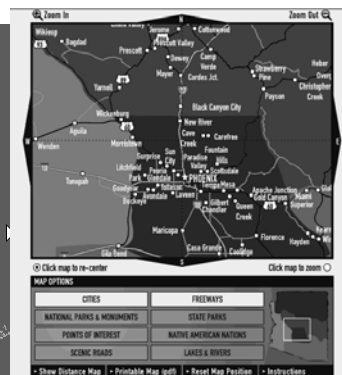 Zoom In
Zoom Out
N
Wikieup
Bagdad
Jerome
Prescott Valley
Cottonwood
Prescott
Dewey
Camp Verde
Mayer
Cordes Jct.
Strawberry
Pine
Heber
Christopher Creek
Payson
Yarnell
Black Canyon City
Wickenburg
New River
Aguila
Cave Creek
Carefree
Morristown
W
Wenden
Surprise
Sun City
Paradise Valley
Fountain Hills
Litchfield Park
Peoria
Glendale
Scottsdale
PHOENIX
10
Tonopah
Goodyear
Tolleson
Tempe
Mesa
Apache Junction
Avondale
Laveen
Gold Canyon
Miami
Buckeye
Gilbert
Chandler
Queen Creek
Superior
Maricopa
Florence
Hayden
Casa Grande
Coolidge
Gila Bend
Click map to re-center
Click map to zoom
MAP OPTIONS
CITIES
FREEWAYS
NATIONAL PARKS & MONUMENTS
STATE PARKS
POINTS OF INTEREST
NATIVE AMERICAN NATIONS
SCENIC ROADS
LAKES & RIVERS
Show Distance Map
Printable Map (pdf)
Reset Map Position
Instructions